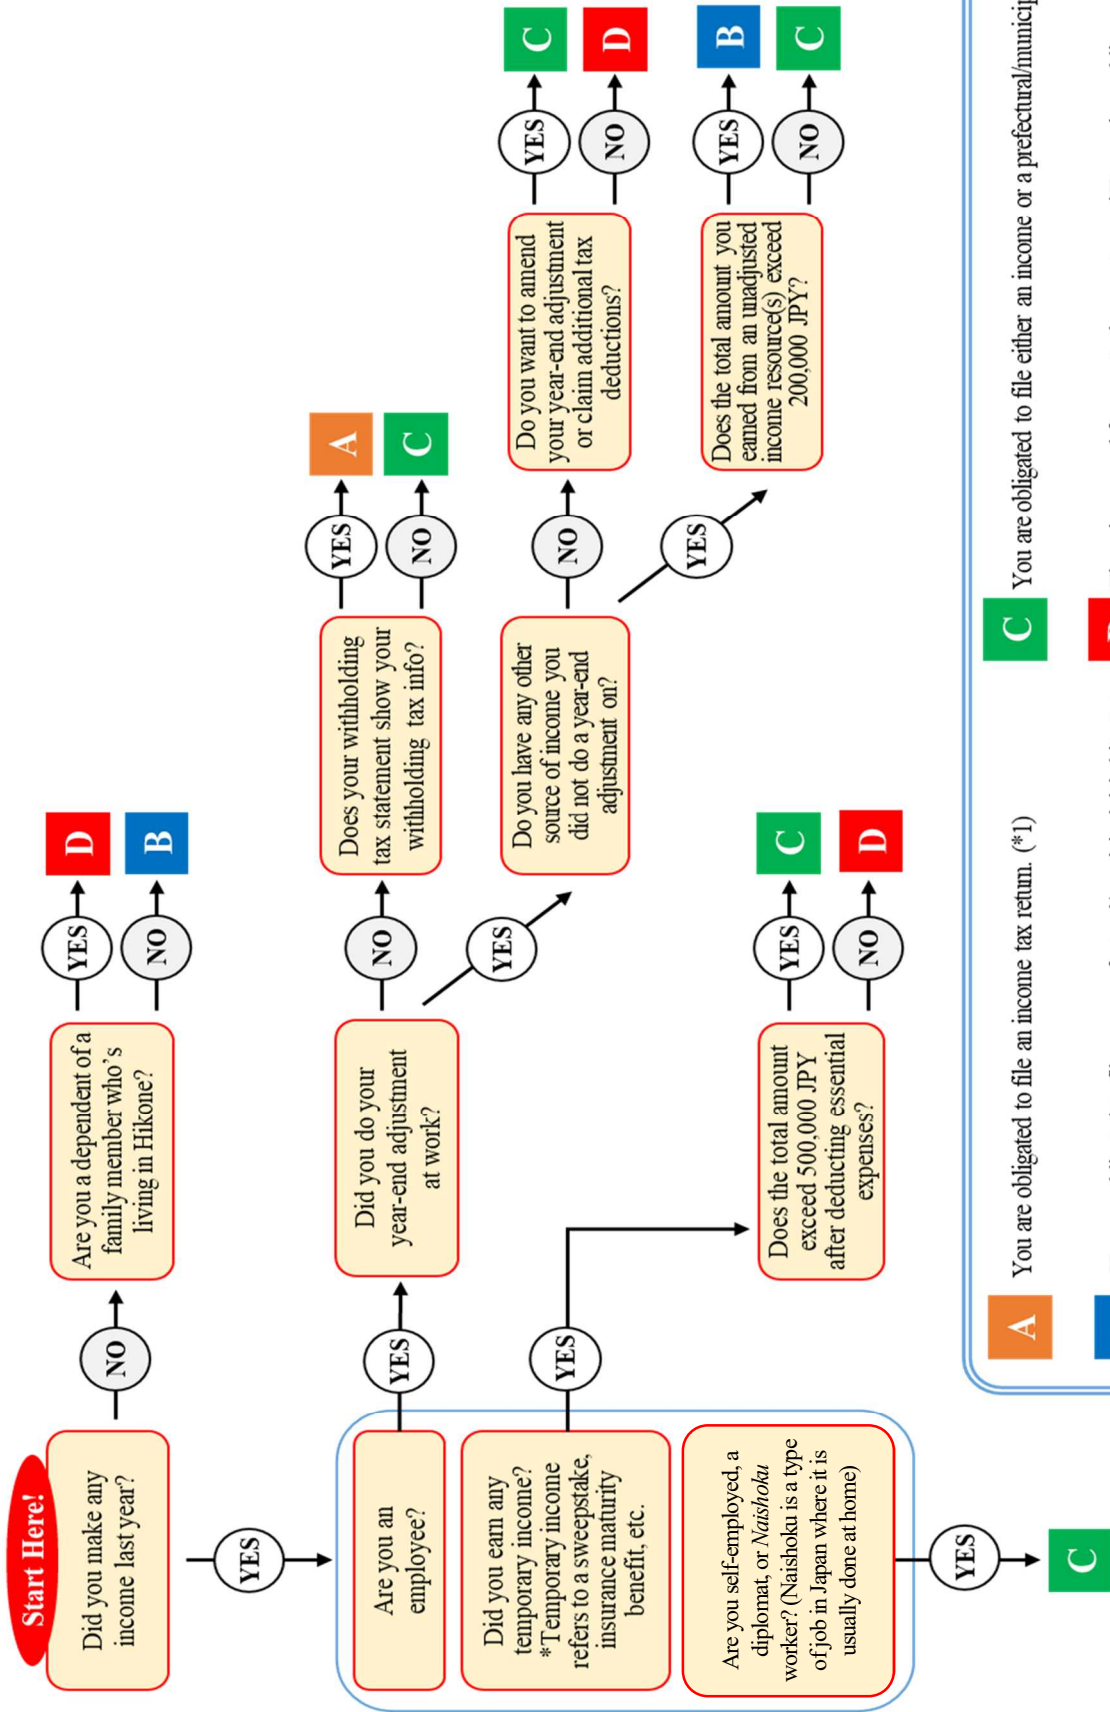 Start Here!
Did you make any
income last year?
NO
Are you a dependent of a
family member who's
living in Hikone?
YES
D
NO
B
YES
Are you an
employee?
YES
Did you do your
year-end adjustment
at work?
NO
Does your withholding
tax statement show your
withholding tax info?
YES
A
NO
C
YES
Do you have any other
source of income you
did not do a year-end
adjustment on?
NO
Do you want to amend
your year-end adjustment
or claim additional tax
deductions?
YES
C
NO
D
YES
Does the total amount you
earned from an unadjusted
income resource(s) exceed
200,000 JPY?
YES
B
NO
C
Did you earn any
temporary income?
*Temporary income
refers to a sweepstake,
insurance maturity
benefit, etc.
YES
Does the total amount
exceed 500,000 JPY
after deducting essential
expenses?
YES
C
NO
D
Are you self-employed, a
diplomat, or Naishoku
worker? (Naishoku is a type
of job in Japan where it is
usually done at home)
YES
C
A
You are obligated to file an income tax return. (*1)
C
You are obligated to file either an income or a prefectural/municip